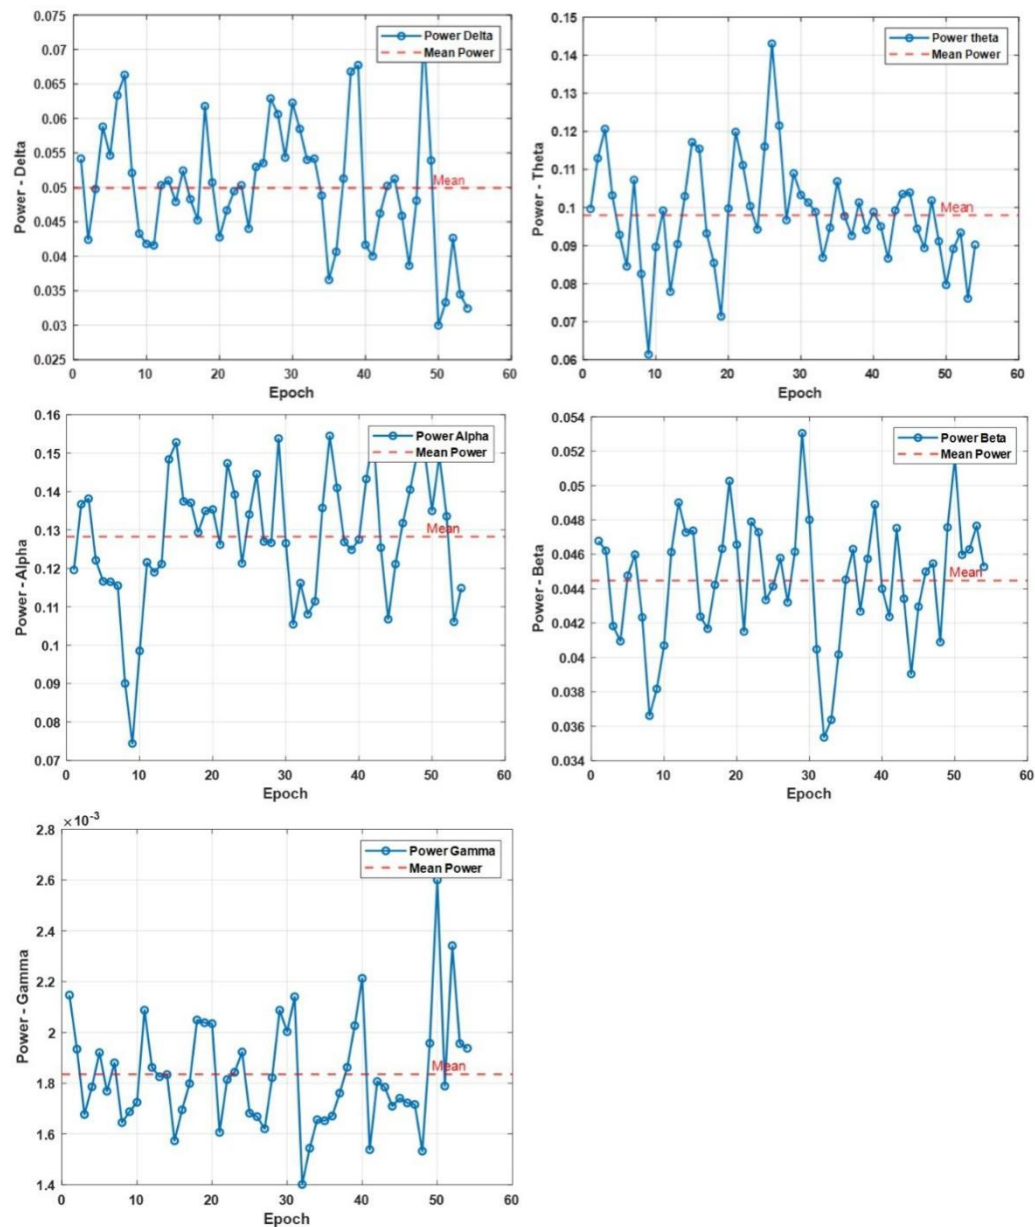 Power - Delta
0.075
0.07
0.065
0.06
0.055
0.05
0.045
0.04
0.035
0.03
0.025
Power Delta
Mean Power
Mean
0 10 20 30 40 50 60
Epoch
Power - Theta
0.15
0.14
0.13
0.12
0.11
0.1
0.09
0.08
0.07
0.06
Power theta
Mean Power
Mean
0 10 20 30 40 50 60
Epoch
Power - Alpha
0.16
0.15
0.14
0.13
0.12
0.11
0.1
0.09
0.08
0.07
Power Alpha
Mean Power
Mean
0 10 20 30 40 50 60
Epoch
Power - Beta
0.054
0.052
0.05
0.048
0.046
0.044
0.042
0.04
0.038
0.036
0.034
Power Beta
Mean Power
Mean
0 10 20 30 40 50 60
Epoch
Power - Gamma
×10⁻³
2.8
2.6
2.4
2.2
2
1.8
1.6
1.4
Power Gamma
Mean Power
Mean
0 10 20 30 40 50 60
Epoch